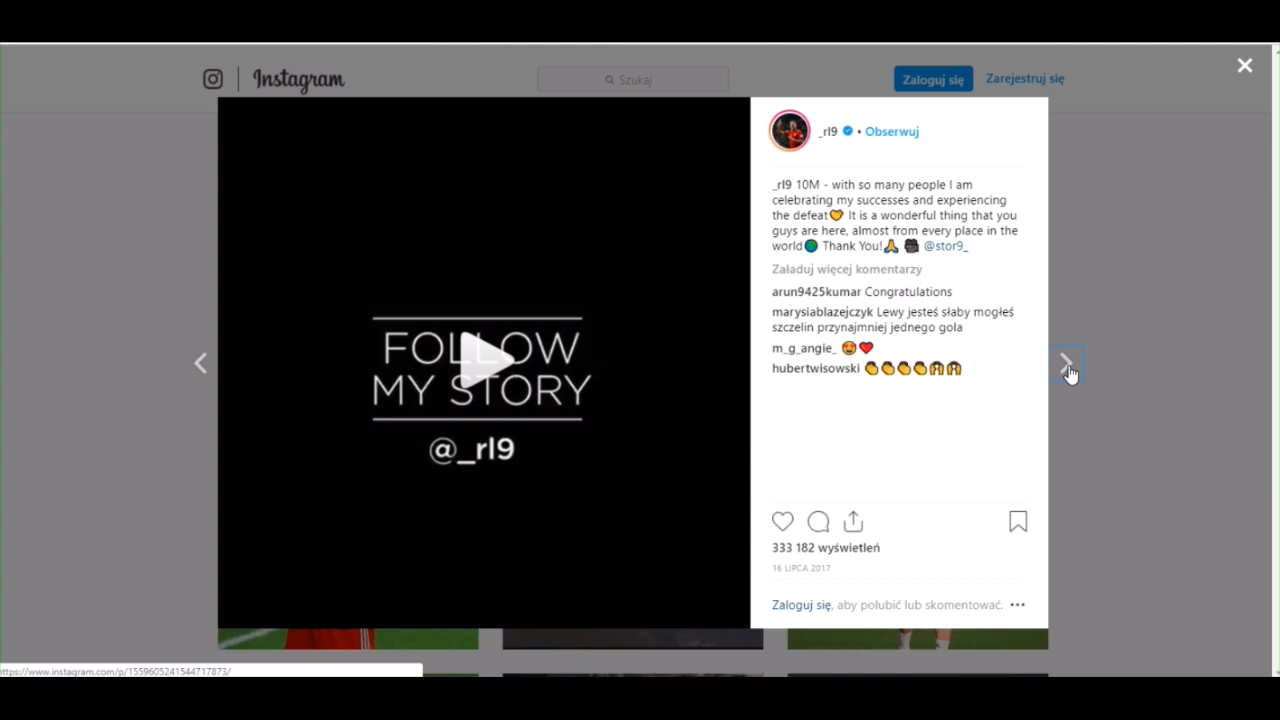 Instagram
Szukaj
Zaloguj się
Zarejestruj się
_rl9 • Obserwuj
_rl9 10M - with so many people I am
celebrating my successes and experiencing
the defeat💛 It is a wonderful thing that you
guys are here, almost from every place in the
world🌍 Thank You!🙏 🎥 @stor9_
Załaduj więcej komentarzy
arun9425kumar Congratulations
marysiablazejczyk Lewy jesteś słaby mogłeś
szczelin przynajmniej jednego gola
m_g_angie_ 😍❤️
hubertwisowski 👏👏👏👏🙌🙌
FOLLOW
MY STORY
@_rl9
333 182 wyświetleń
16 LIPCA 2017
Zaloguj się, aby polubić lub skomentować.
https://www.instagram.com/p/1559605241544717873/